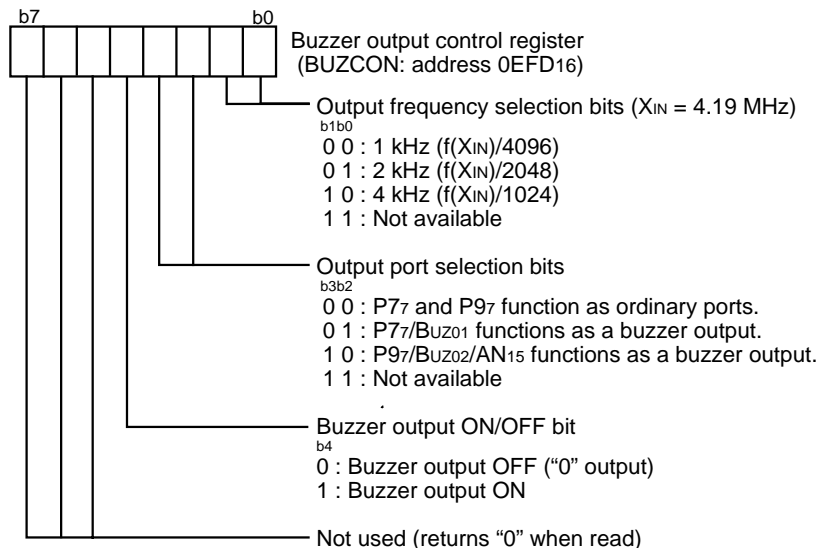 b7 b0
Buzzer output control register
(BUZCON: address 0EFD16)
Output frequency selection bits (XIN = 4.19 MHz)
b1b0
0 0 : 1 kHz (f(XIN)/4096)
0 1 : 2 kHz (f(XIN)/2048)
1 0 : 4 kHz (f(XIN)/1024)
1 1 : Not available
Output port selection bits
b3b2
0 0 : P77 and P97 function as ordinary ports.
0 1 : P77/BUZ01 functions as a buzzer output.
1 0 : P97/BUZ02/AN15 functions as a buzzer output.
1 1 : Not available
Buzzer output ON/OFF bit
b4
0 : Buzzer output OFF (“0” output)
1 : Buzzer output ON
Not used (returns “0” when read)